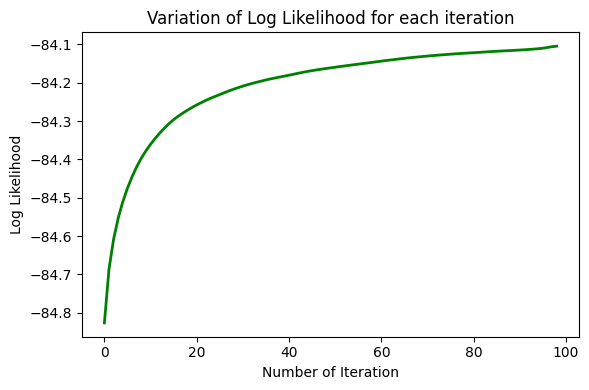 Variation of Log Likelihood for each iteration
Log Likelihood
−84.1
−84.2
−84.3
−84.4
−84.5
−84.6
−84.7
−84.8
0 20 40 60 80 100
Number of Iteration